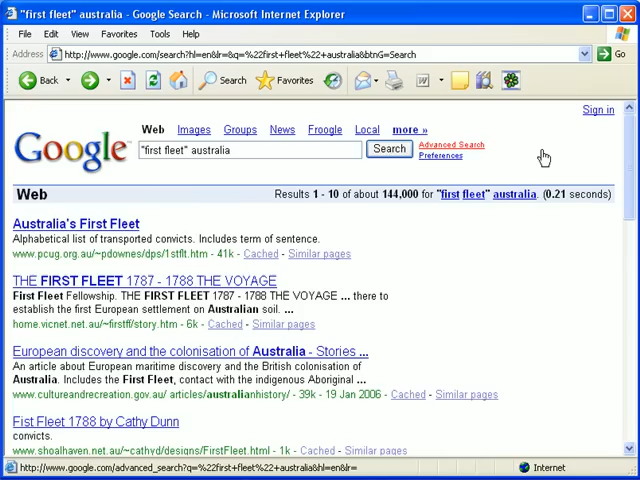 "first fleet" australia - Google Search - Microsoft Internet Explorer
File Edit View Favorites Tools Help
Address http://www.google.com/search?hl=en&lr=&q=%22first+fleet%22+australia&btnG=Search Go
Back Search Favorites
Sign in
Web Images Groups News Froogle Local more »
Google "first fleet" australia Search Advanced Search
Preferences
Web Results 1 - 10 of about 144,000 for "first fleet" australia. (0.21 seconds)
Australia's First Fleet
Alphabetical list of transported convicts. Includes term of sentence.
www.pcug.org.au/~pdownes/dps/1stflt.htm - 41k - Cached - Similar pages
THE FIRST FLEET 1787 - 1788 THE VOYAGE
First Fleet Fellowship. THE FIRST FLEET 1787 - 1788 THE VOYAGE ... there to
establish the first European settlement on Australian soil. ...
home.vicnet.net.au/~firstff/story.htm - 6k - Cached - Similar pages
European discovery and the colonisation of Australia - Stories ...
An article about European maritime discovery and the British colonisation of
Australia. Includes the First Fleet, contact with the indigenous Aboriginal ...
www.cultureandrecreation.gov.au/ articles/australianhistory/ - 39k - 19 Jan 2006 - Cached - Similar pages
Fist Fleet 1788 by Cathy Dunn
convicts.
www.shoalhaven.net.au/~cathyd/designs/FirstFleet.html - 1k - Cached - Similar pages
http://www.google.com/advanced_search?q=%22first+fleet%22+australia&hl=en&lr= Internet